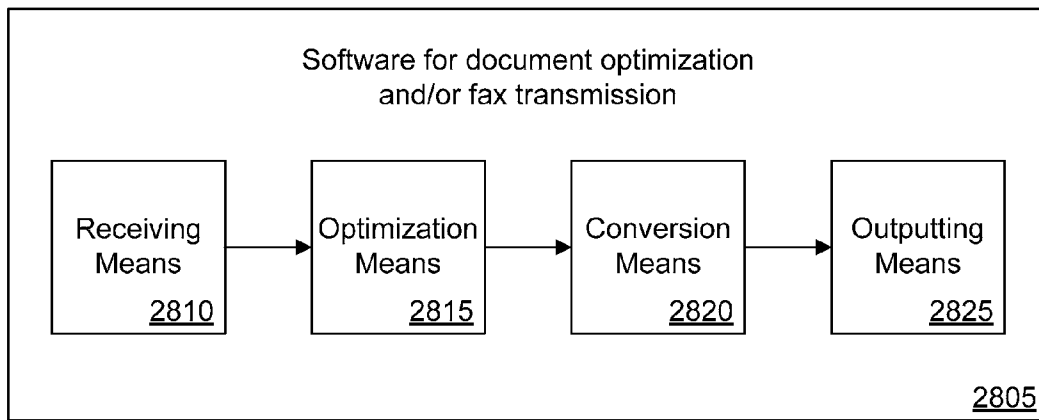 Software for document optimization
and/or fax transmission
Receiving
Means
2810
Optimization
Means
2815
Conversion
Means
2820
Outputting
Means
2825
2805